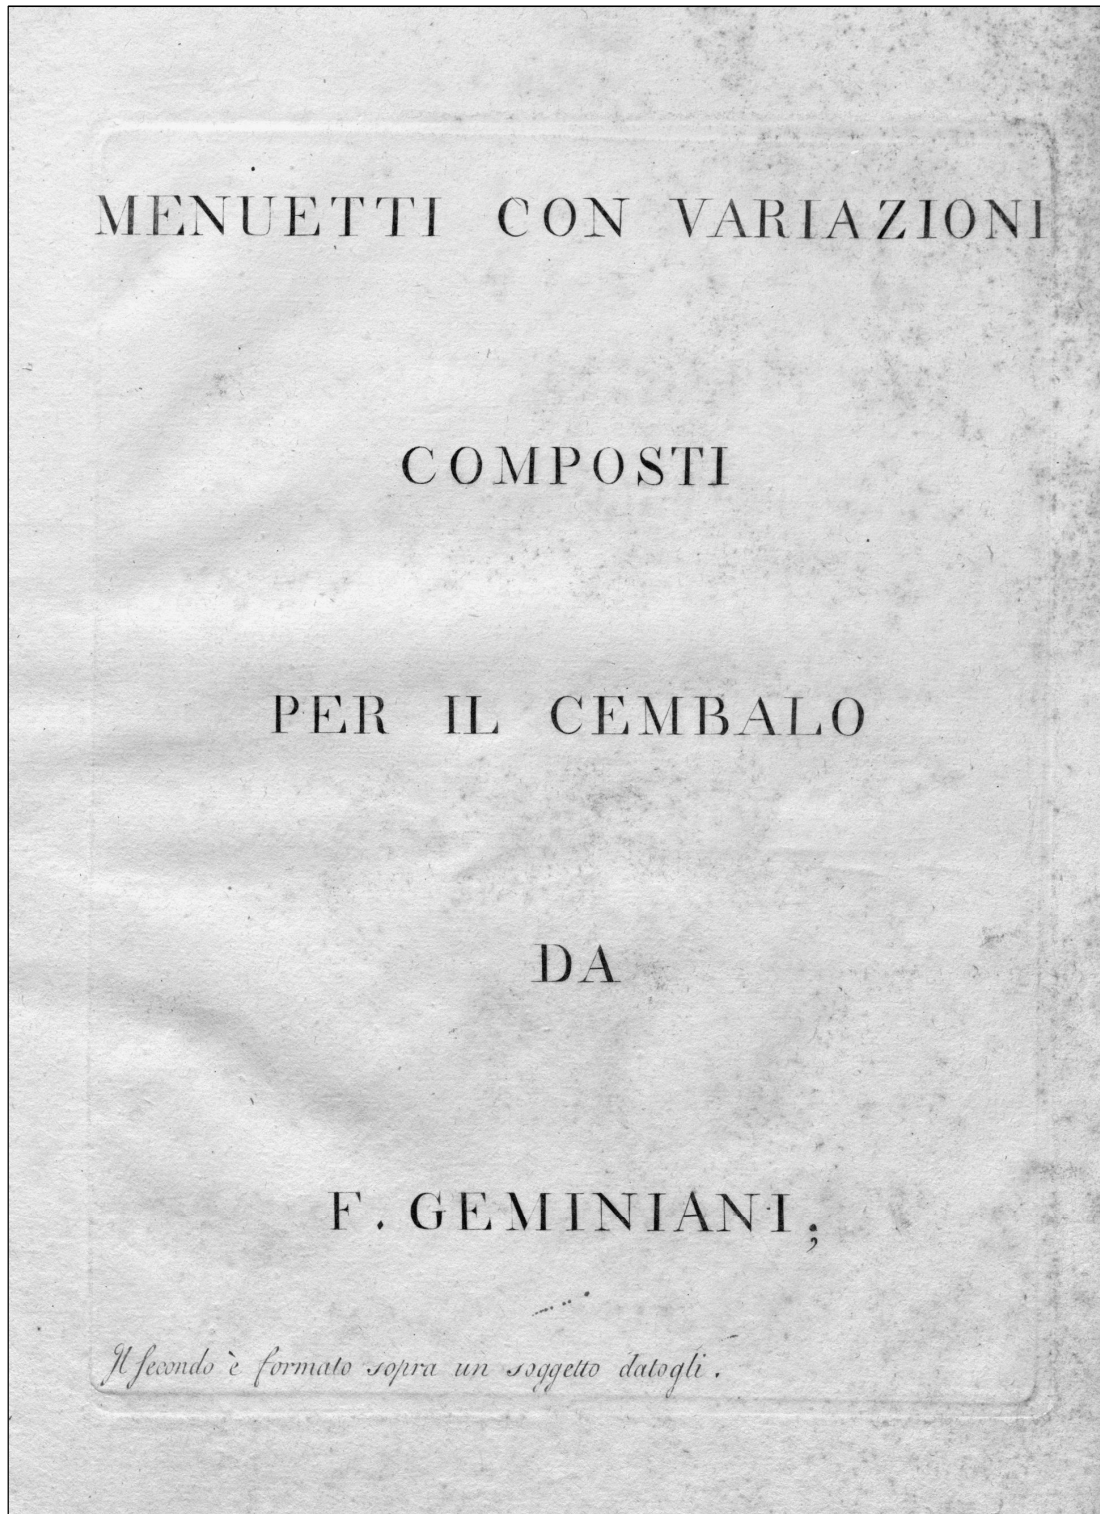 MENUETTI CON VARIAZIONI
COMPOSTI
PER IL CEMBALO
DA
F. GEMINIANI;
Il secondo è formato sopra un soggetto datogli.